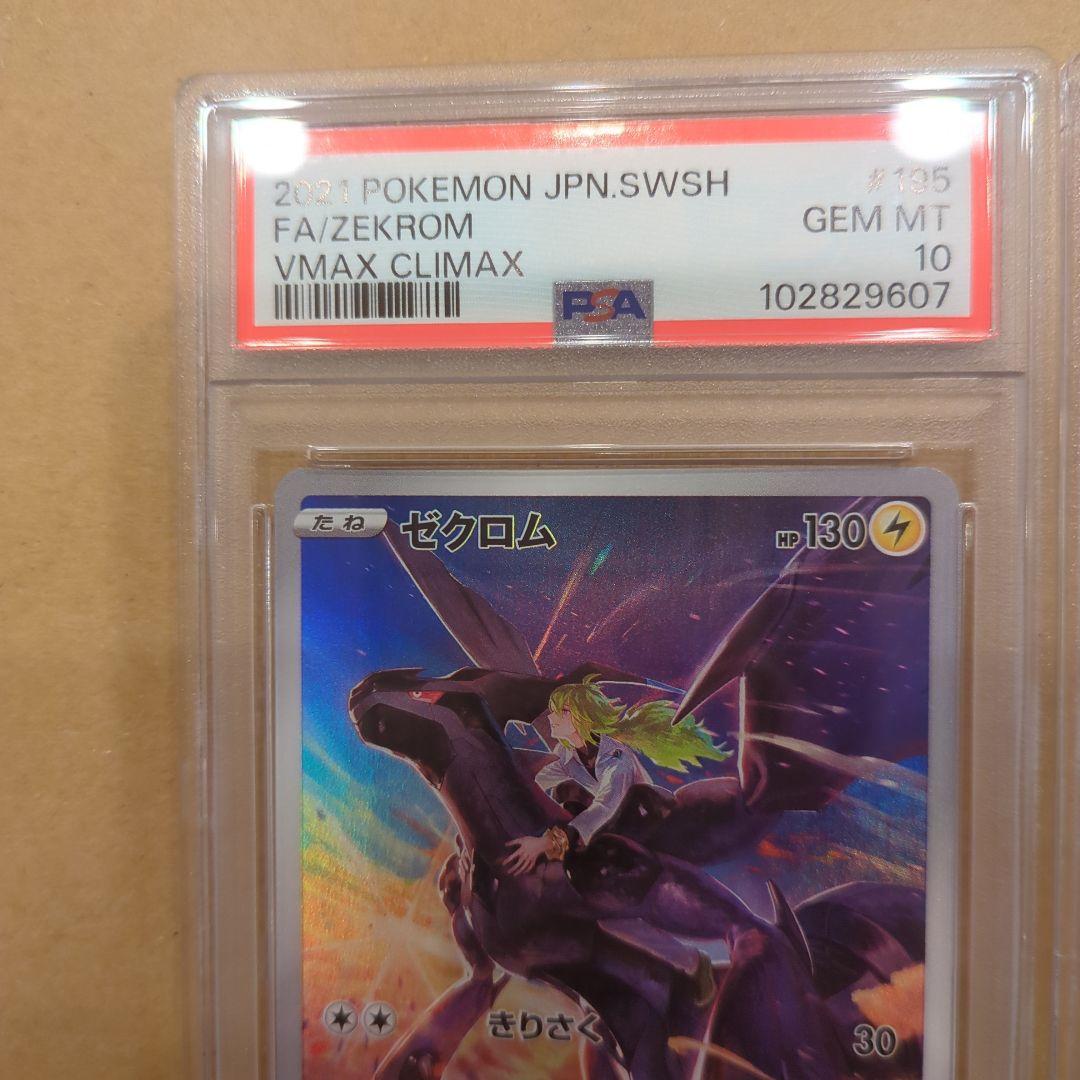 2021 POKEMON JPN.SWSH #195
FA/ZEKROM GEM MT
VMAX CLIMAX 10
PSA 102829607
たね ゼクロム HP 130
きりさく 30